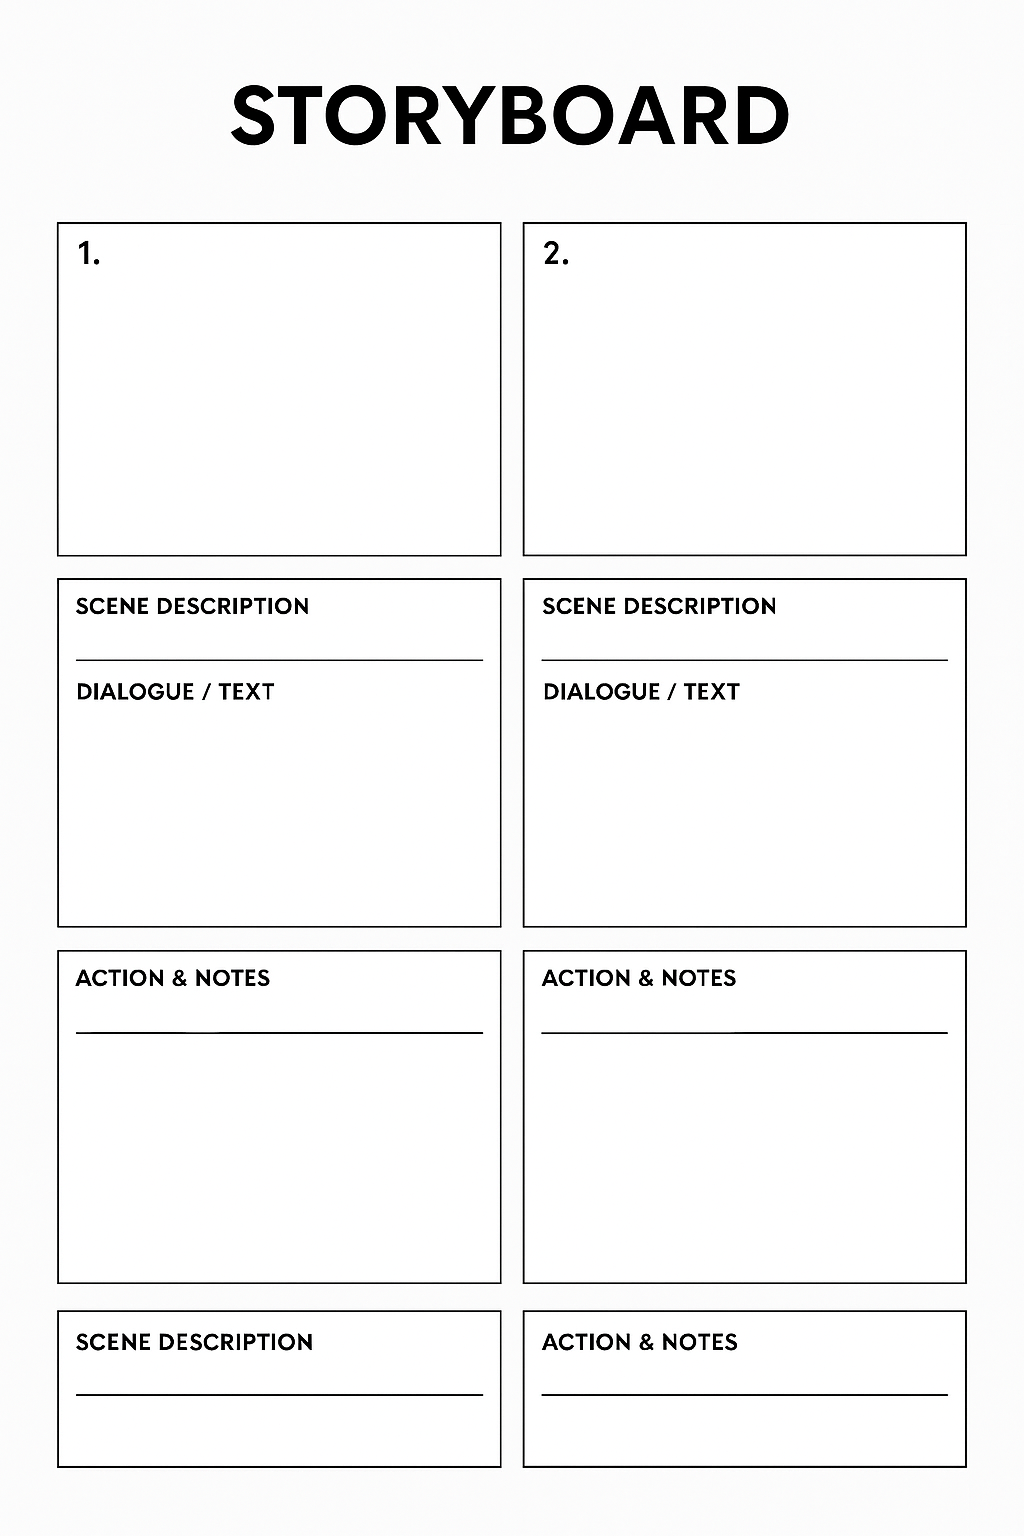 STORYBOARD
1.
2.
SCENE DESCRIPTION
DIALOGUE / TEXT
SCENE DESCRIPTION
DIALOGUE / TEXT
ACTION & NOTES
ACTION & NOTES
SCENE DESCRIPTION
ACTION & NOTES